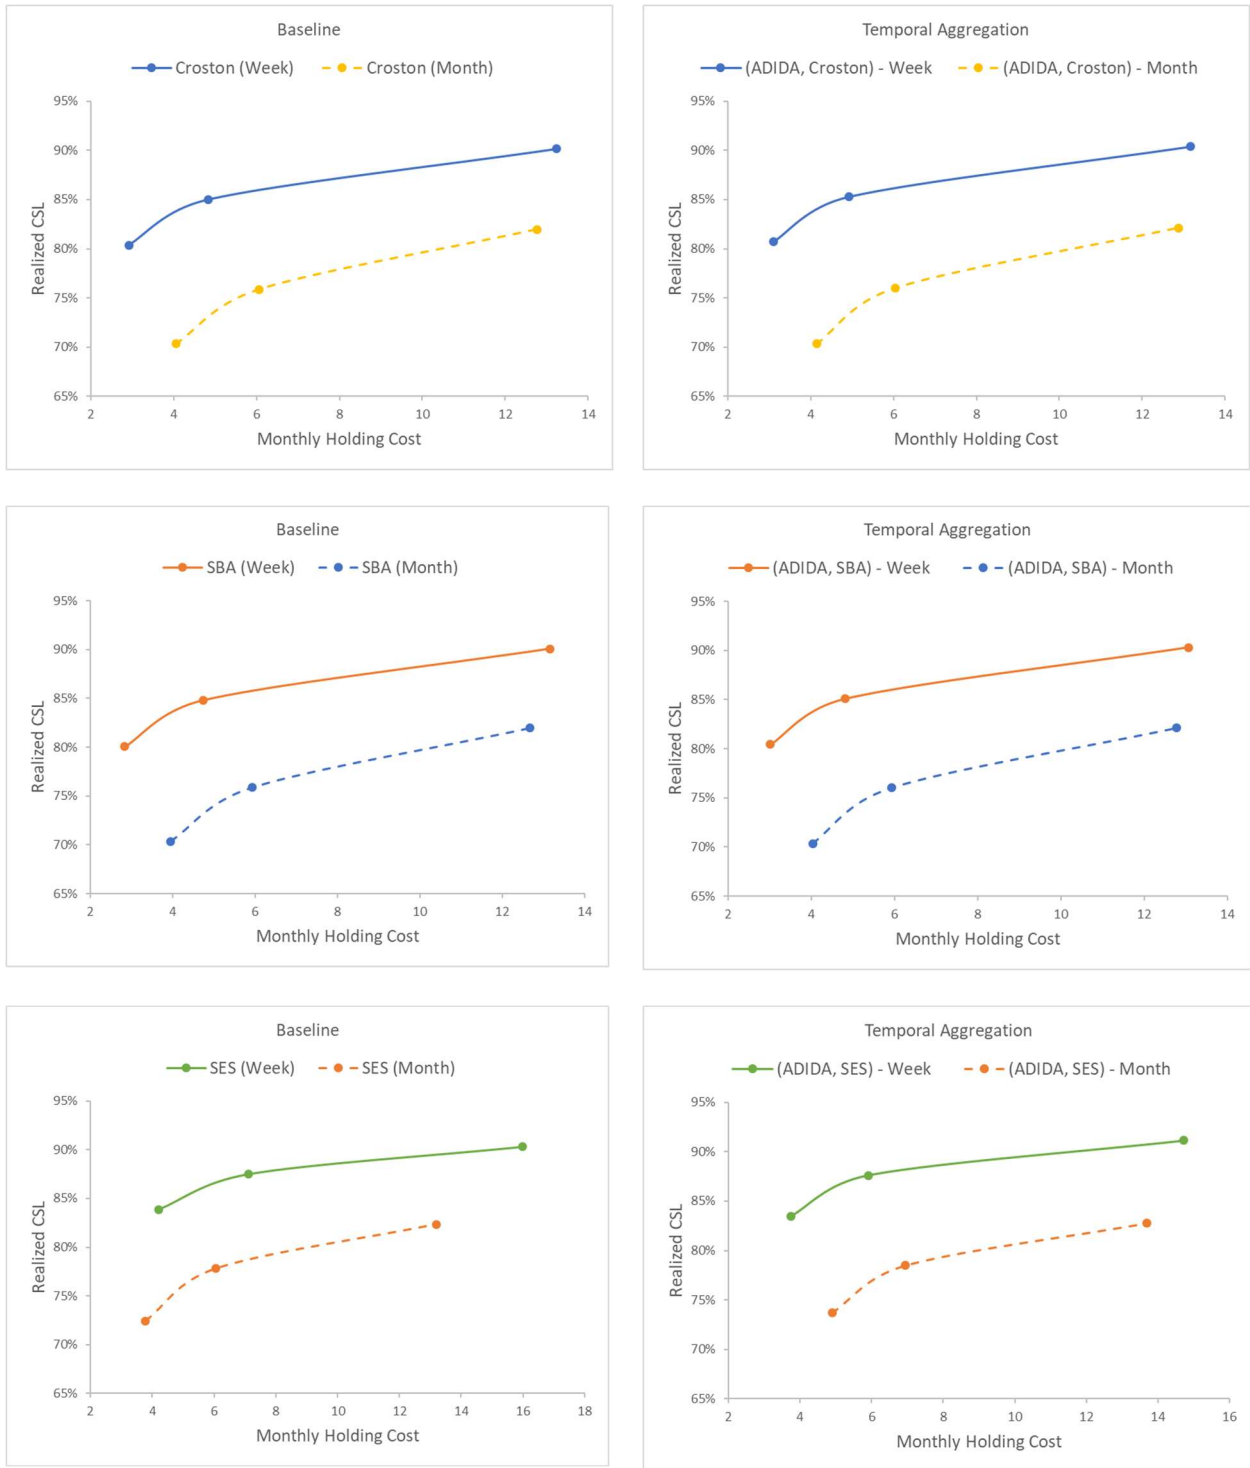 Baseline
Croston (Week) Croston (Month)
95%
90%
85%
80%
75%
70%
65%
Realized CSL
2 4 6 8 10 12 14
Monthly Holding Cost
Temporal Aggregation
(ADIDA, Croston) - Week (ADIDA, Croston) - Month
95%
90%
85%
80%
75%
70%
65%
Realized CSL
2 4 6 8 10 12 14
Monthly Holding Cost
Baseline
SBA (Week) SBA (Month)
95%
90%
85%
80%
75%
70%
65%
Realized CSL
2 4 6 8 10 12 14
Monthly Holding Cost
Temporal Aggregation
(ADIDA, SBA) - Week (ADIDA, SBA) - Month
95%
90%
85%
80%
75%
70%
65%
Realized CSL
2 4 6 8 10 12 14
Monthly Holding Cost
Baseline
SES (Week) SES (Month)
95%
90%
85%
80%
75%
70%
65%
Realized CSL
2 4 6 8 10 12 14 16 18
Monthly Holding Cost
Temporal Aggregation
(ADIDA, SES) - Week (ADIDA, SES) - Month
95%
90%
85%
80%
75%
70%
65%
Realized CSL
2 4 6 8 10 12 14 16
Monthly Holding Cost